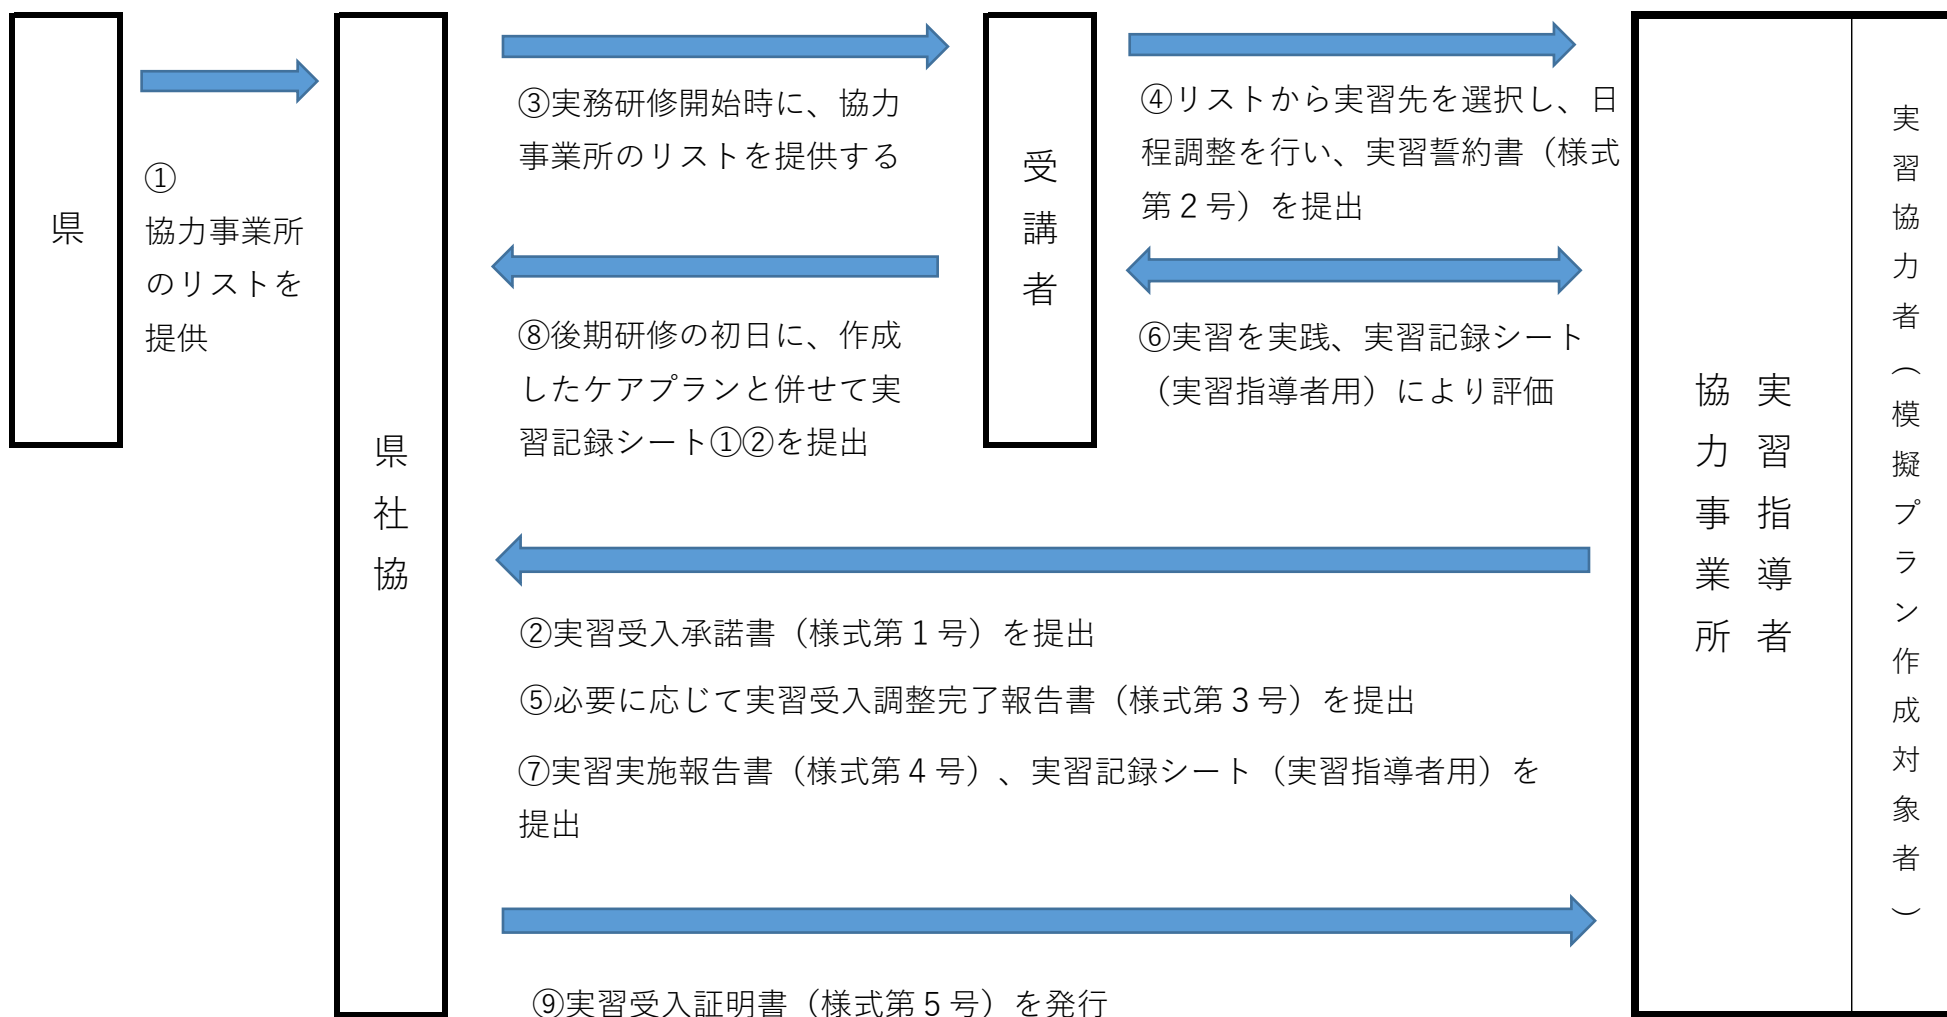 県
①
協力事業所
のリストを
提供
県社協
③実務研修開始時に、協力
事業所のリストを提供する
⑧後期研修の初日に、作成
したケアプランと併せて実
習記録シート①②を提出
受講者
④リストから実習先を選択し、日
程調整を行い、実習誓約書（様式
第２号）を提出
⑥実習を実践、実習記録シート
（実習指導者用）により評価
②実習受入承諾書（様式第１号）を提出
⑤必要に応じて実習受入調整完了報告書（様式第３号）を提出
⑦実習実施報告書（様式第４号）、実習記録シート（実習指導者用）を
提出
⑨実習受入証明書（様式第５号）を発行
実習指導者
協力事業所
実習協力者（模擬プラン作成対象者）